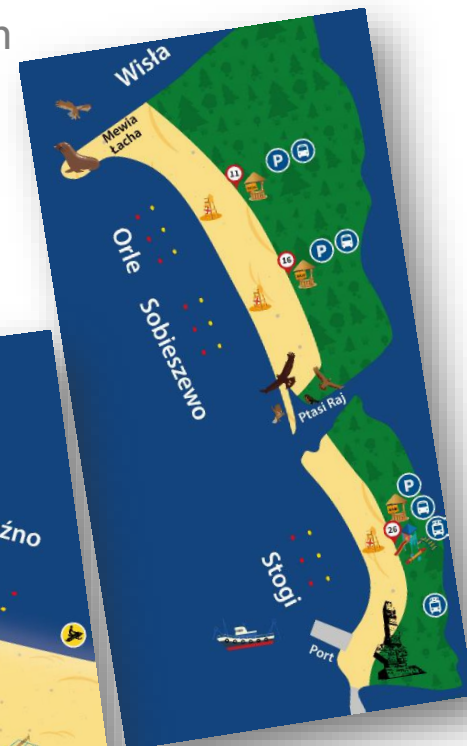 Wisła
Mewia
Łacha
11
P
Orle
16
P
Sobieszewo
Ptasi Raj
P
26
Stogi
Port